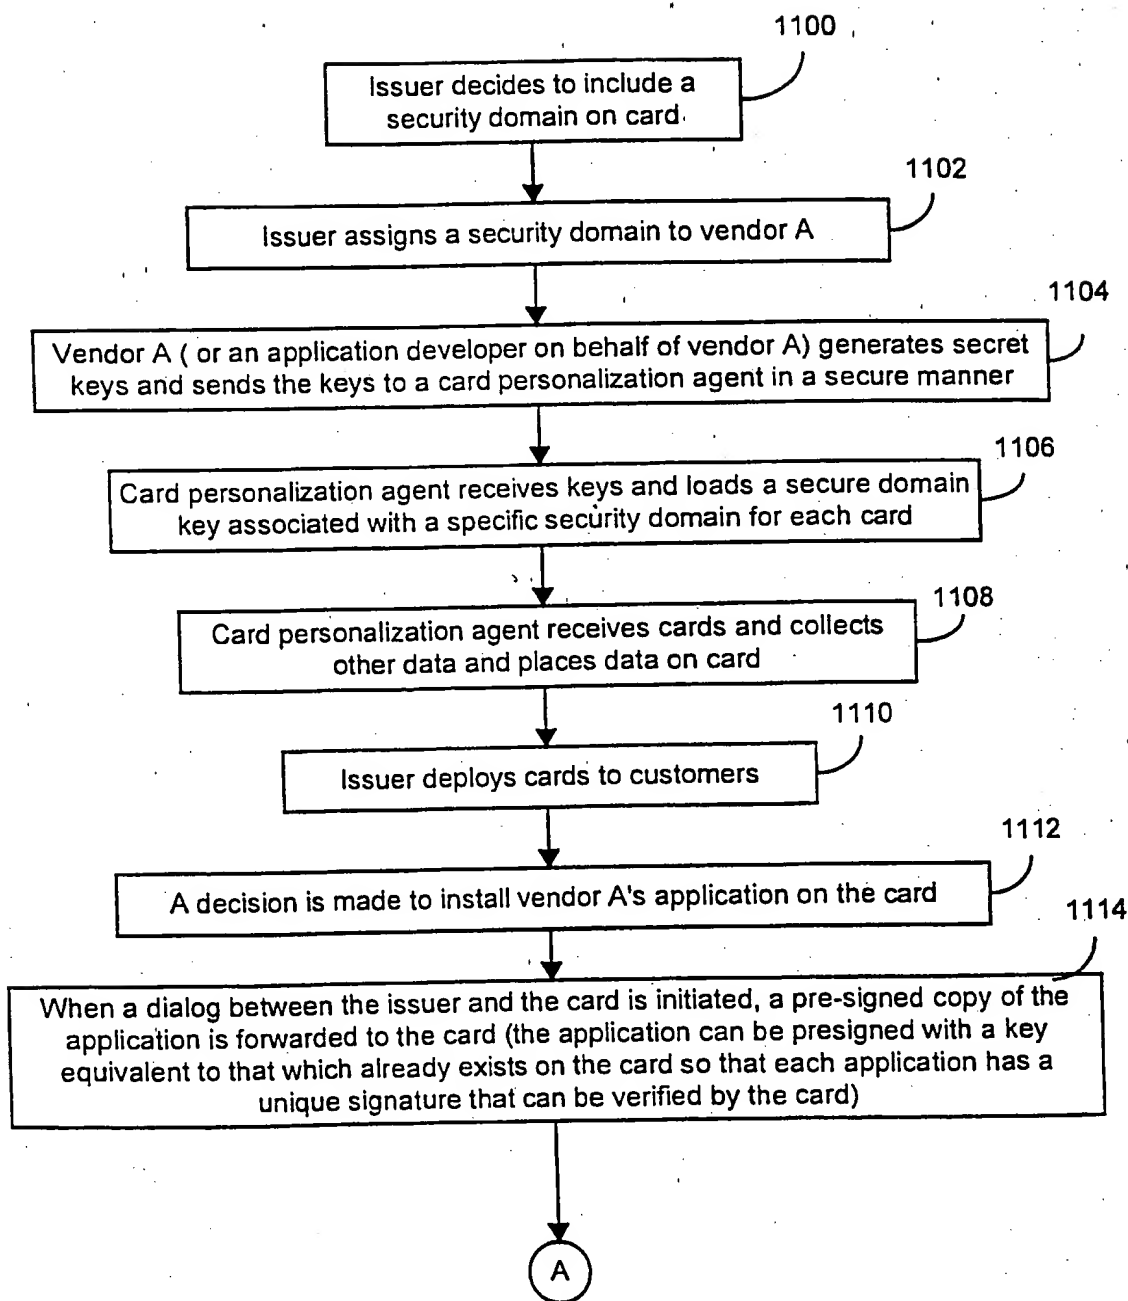 1100
Issuer decides to include a
security domain on card.
1102
Issuer assigns a security domain to vendor A
1104
Vendor A ( or an application developer on behalf of vendor A) generates secret
keys and sends the keys to a card personalization agent in a secure manner
1106
Card personalization agent receives keys and loads a secure domain
key associated with a specific security domain for each card
1108
Card personalization agent receives cards and collects
other data and places data on card
1110
Issuer deploys cards to customers
1112
A decision is made to install vendor A's application on the card
1114
When a dialog between the issuer and the card is initiated, a pre-signed copy of the
application is forwarded to the card (the application can be presigned with a key
equivalent to that which already exists on the card so that each application has a
unique signature that can be verified by the card)
A